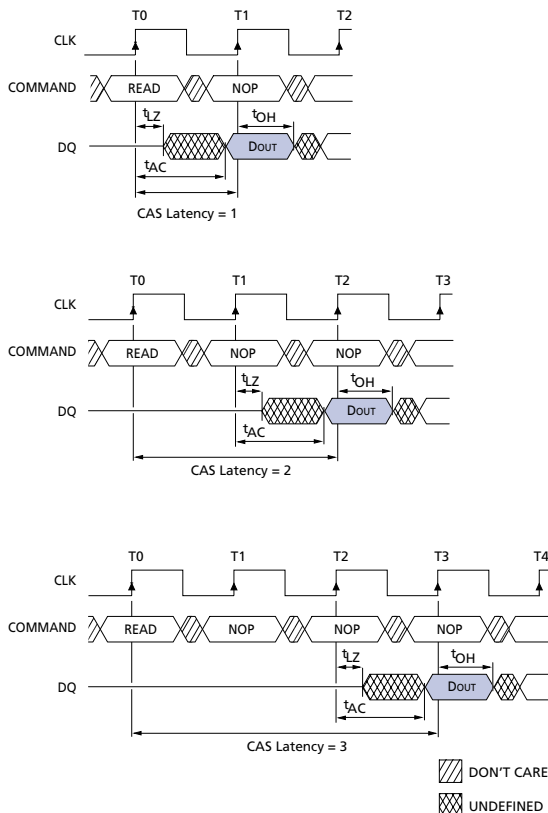 T0 T1 T2
CLK
COMMAND READ NOP
tLZ tOH
DQ DOUT
tAC
CAS Latency = 1
T0 T1 T2 T3
CLK
COMMAND READ NOP NOP
tLZ tOH
DQ DOUT
tAC
CAS Latency = 2
T0 T1 T2 T3 T4
CLK
COMMAND READ NOP NOP NOP
tLZ tOH
DQ DOUT
tAC
CAS Latency = 3
DON'T CARE
UNDEFINED